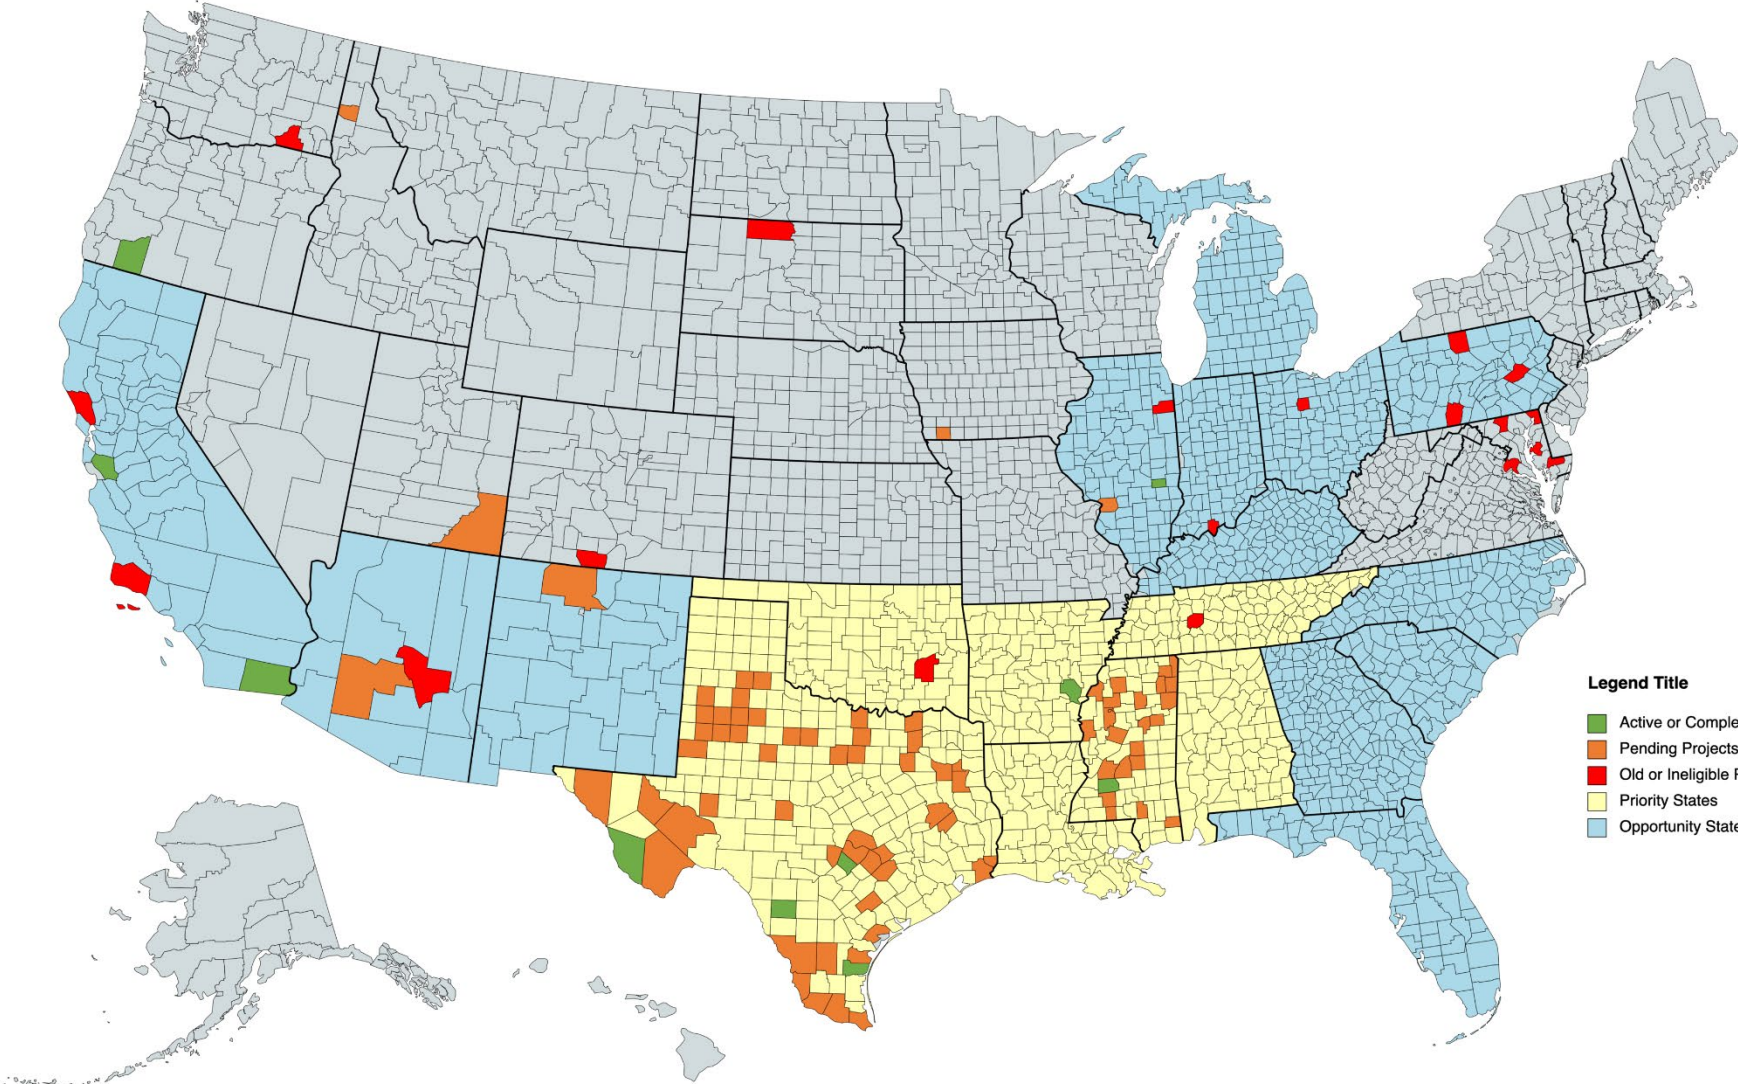 Legend Title
Active or Comple
Pending Projects
Old or Ineligible
Priority States
Opportunity State